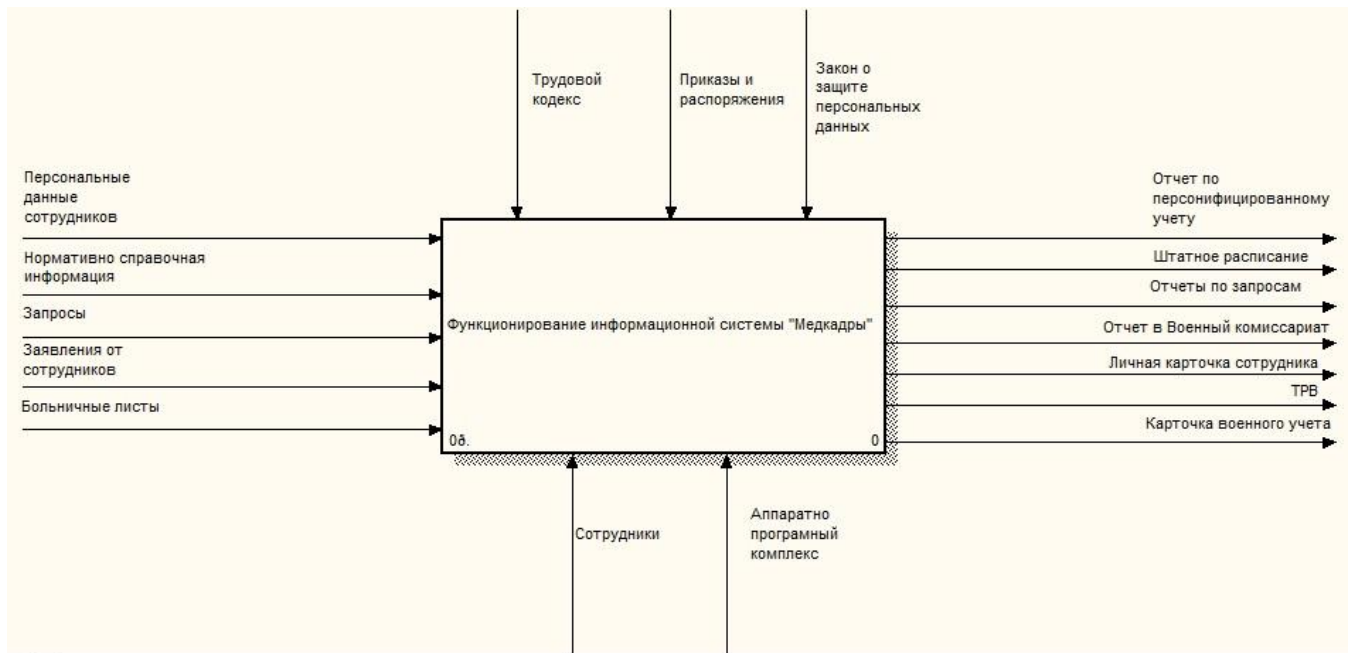 Трудовой
кодекс
Приказы и
распоряжения
Закон о
защите
персональных
данных
Персональные
данные
сотрудников
Нормативно справочная
информация
Запросы
Заявления от
сотрудников
Больничные листы
Функционирование информационной системы "Медкадры"
0ð.
0
Отчет по
персонифицированному
учету
Штатное расписание
Отчеты по запросам
Отчет в Военный комиссариат
Личная карточка сотрудника
ТРВ
Карточка военного учета
Сотрудники
Аппаратно
програмный
комплекс